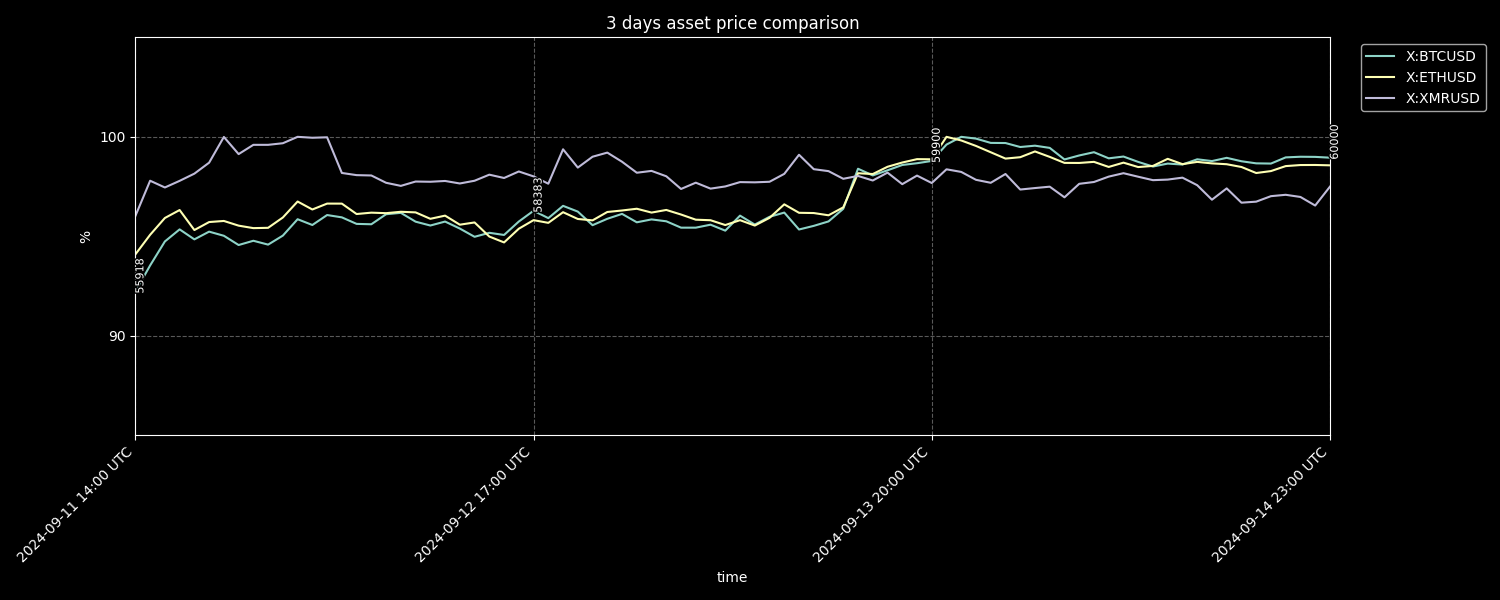 3 days asset price comparison
X:BTCUSD
X:ETHUSD
X:XMRUSD
100
90
%
55918
58383
59900
60000
2024-09-11 14:00 UTC
2024-09-12 17:00 UTC
2024-09-13 20:00 UTC
2024-09-14 23:00 UTC
time